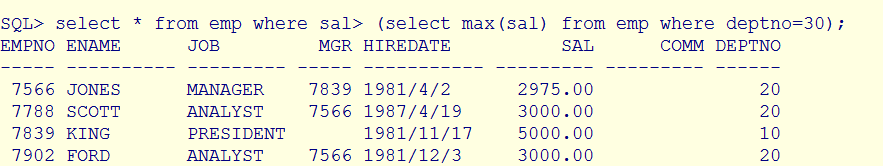 SQL> select * from emp where sal> (select max(sal) from emp where deptno=30);
EMPNO ENAME      JOB         MGR HIREDATE          SAL      COMM DEPTNO
----- ---------- --------- ----- ----------- --------- --------- ------
 7566 JONES      MANAGER    7839 1981/4/2      2975.00               20
 7788 SCOTT      ANALYST    7566 1987/4/19     3000.00               20
 7839 KING       PRESIDENT       1981/11/17    5000.00               10
 7902 FORD       ANALYST    7566 1981/12/3     3000.00               20